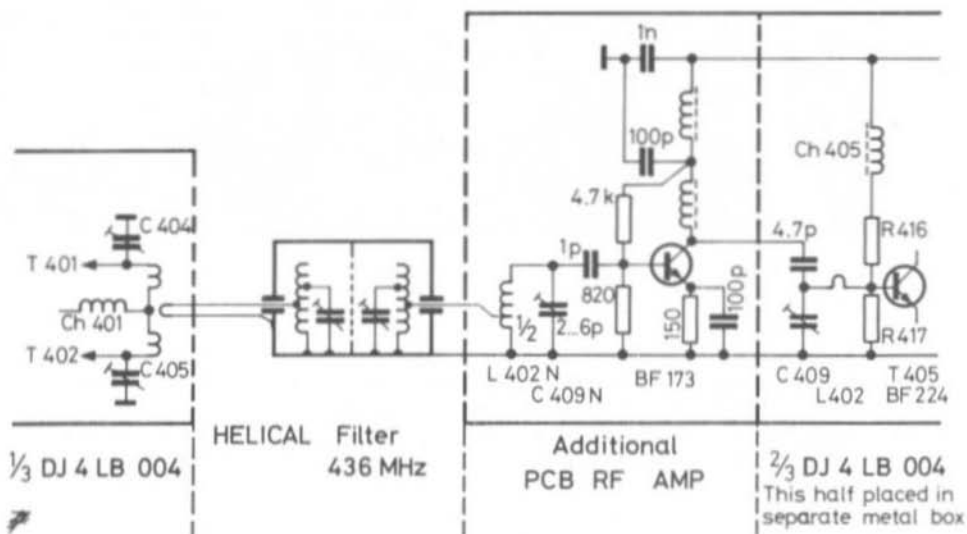 1n
100p
4.7k
1p
820
2...6p
½
150
100p
L 402 N
C 409 N
BF 173
C 404
T 401
Ch 401
T 402
C 405
Ch 405
4.7p
R 416
R 417
C 409
L402
T 405
BF 224
⅓ DJ 4 LB 004
HELICAL Filter
436 MHz
Additional
PCB RF AMP
⅔ DJ 4 LB 004
This half placed in
separate metal box